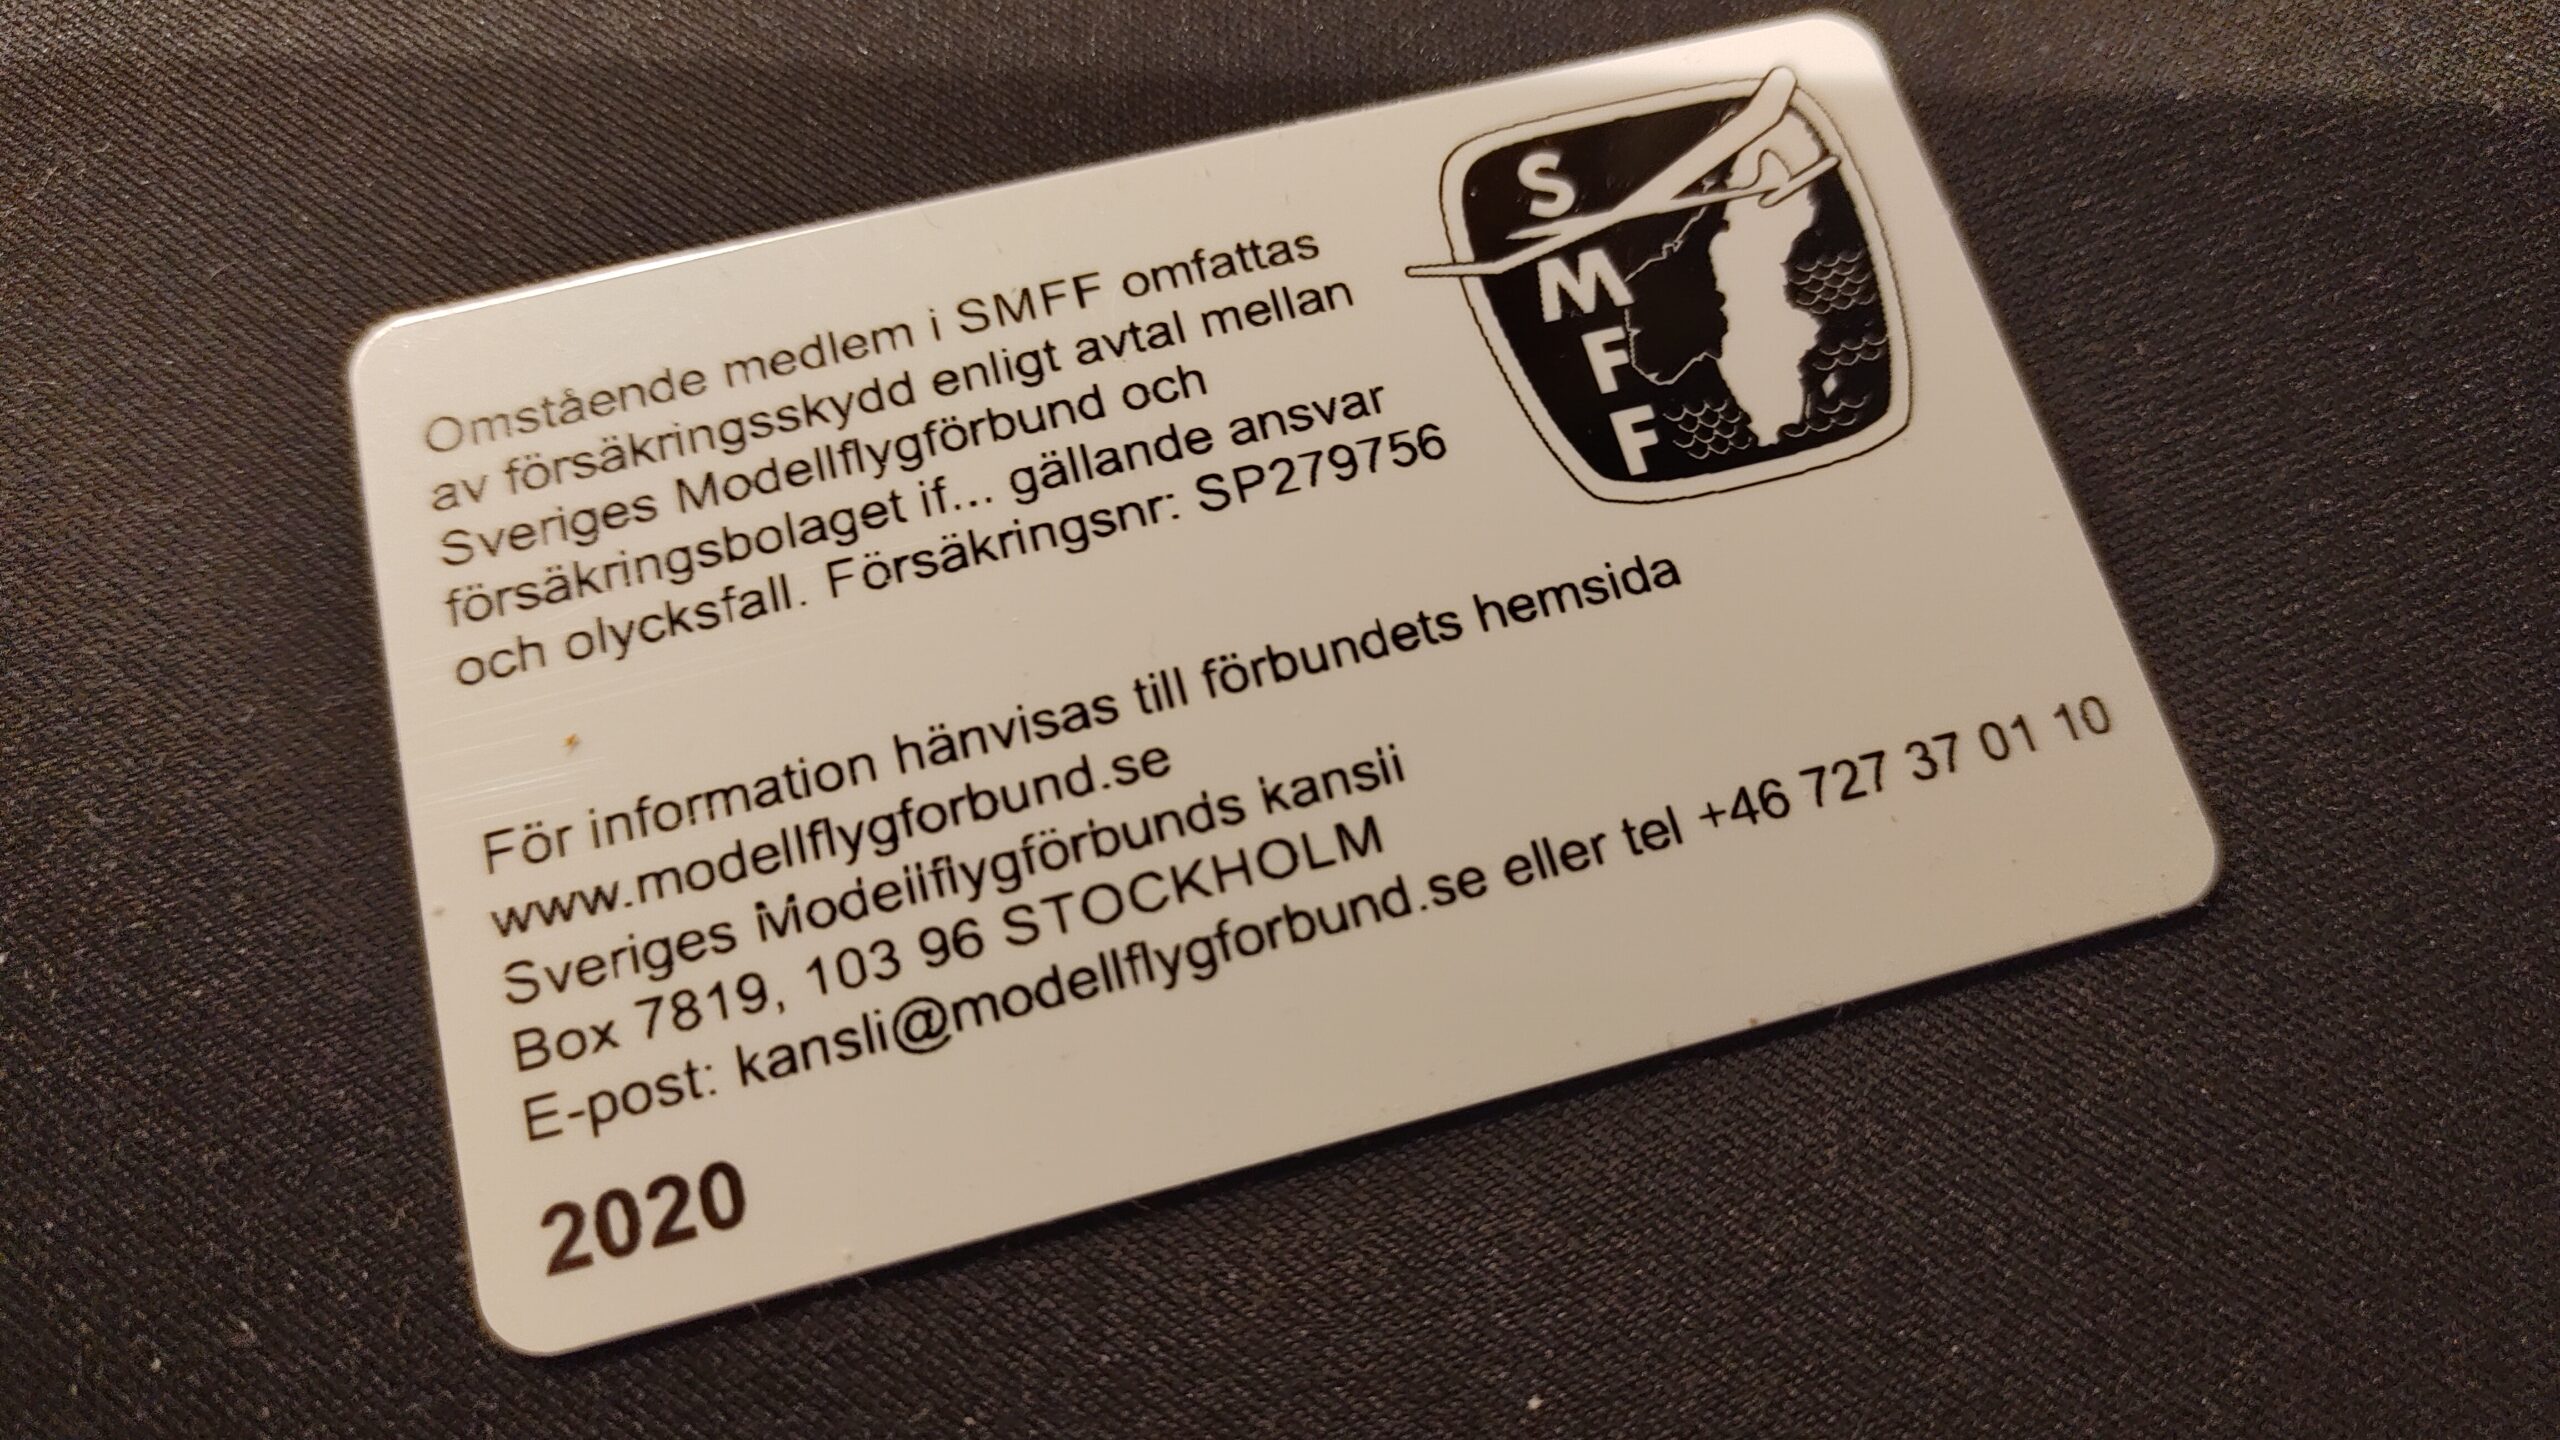 Omstående medlem i SMFF omfattas
av försäkringsskydd enligt avtal mellan
Sveriges Modellflygförbund och
försäkringsbolaget if... gällande ansvar
och olycksfall. Försäkringsnr: SP279756
S
M
F
F
För information hänvisas till förbundets hemsida
www.modellflygforbund.se
Sveriges Modellflygförbunds kansli
Box 7819, 103 96 STOCKHOLM
E-post: kansli@modellflygforbund.se eller tel +46 727 37 01 10
2020